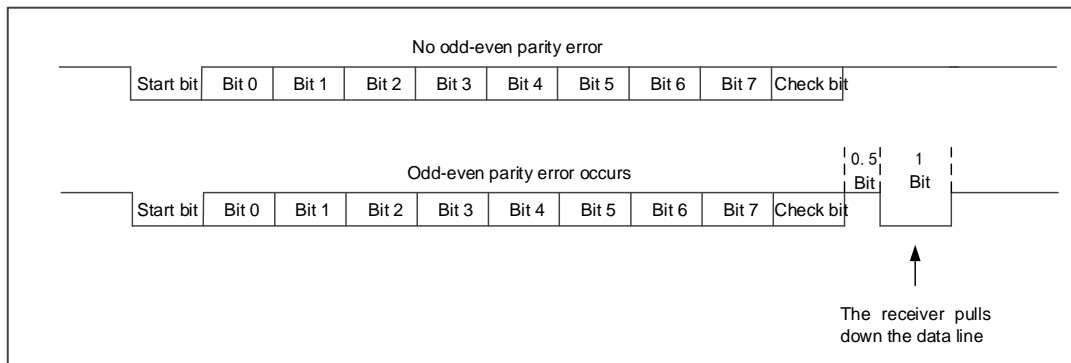 No odd-even parity error
Start bit Bit 0 Bit 1 Bit 2 Bit 3 Bit 4 Bit 5 Bit 6 Bit 7 Check bit
Odd-even parity error occurs
0. 5 1
Bit Bit
Start bit Bit 0 Bit 1 Bit 2 Bit 3 Bit 4 Bit 5 Bit 6 Bit 7 Check bit
The receiver pulls
down the data line